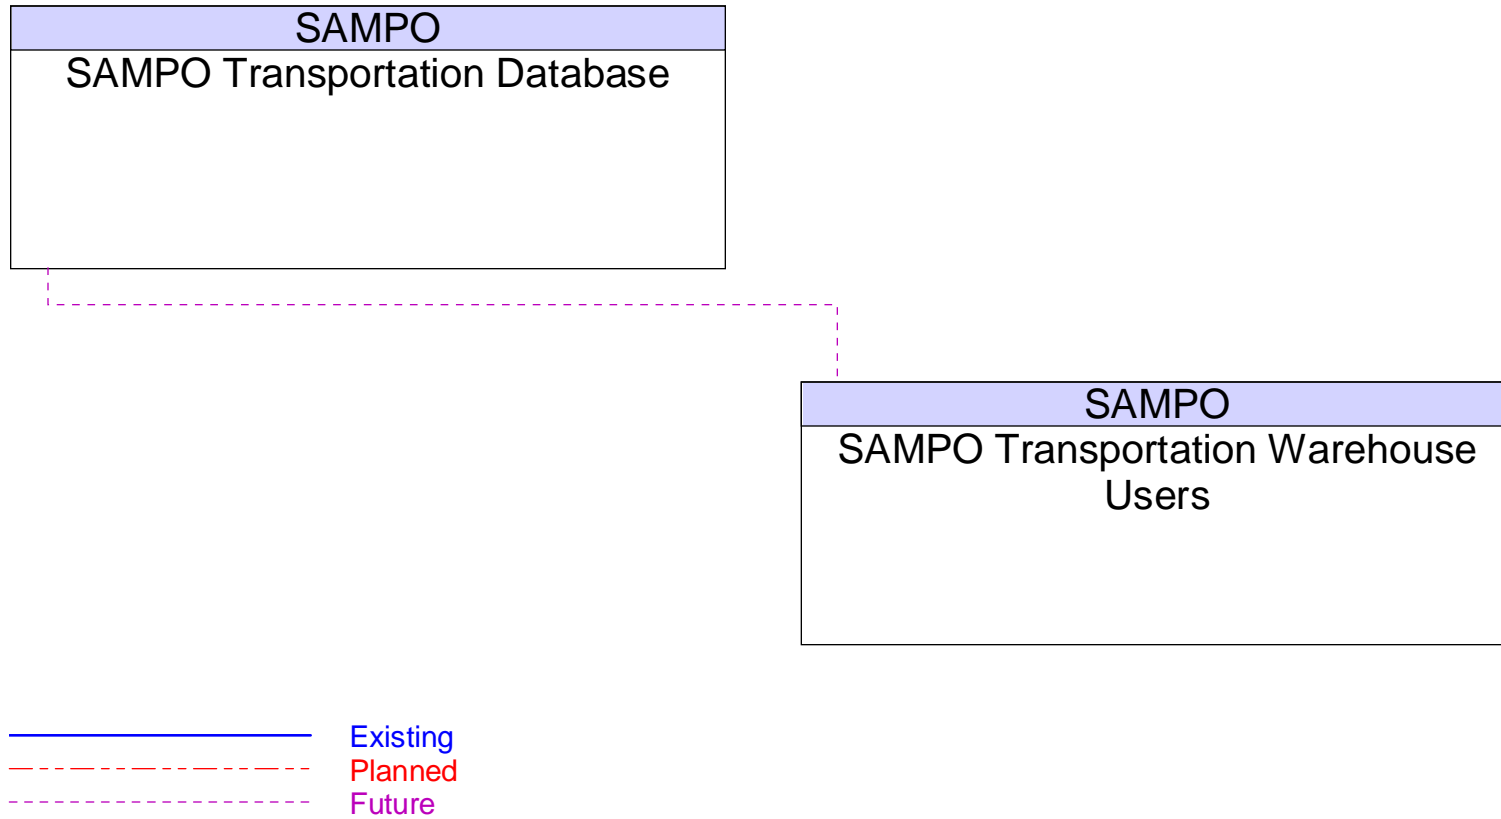 SAMPO
SAMPO Transportation Database
SAMPO
SAMPO Transportation Warehouse
Users
Existing
Planned
Future